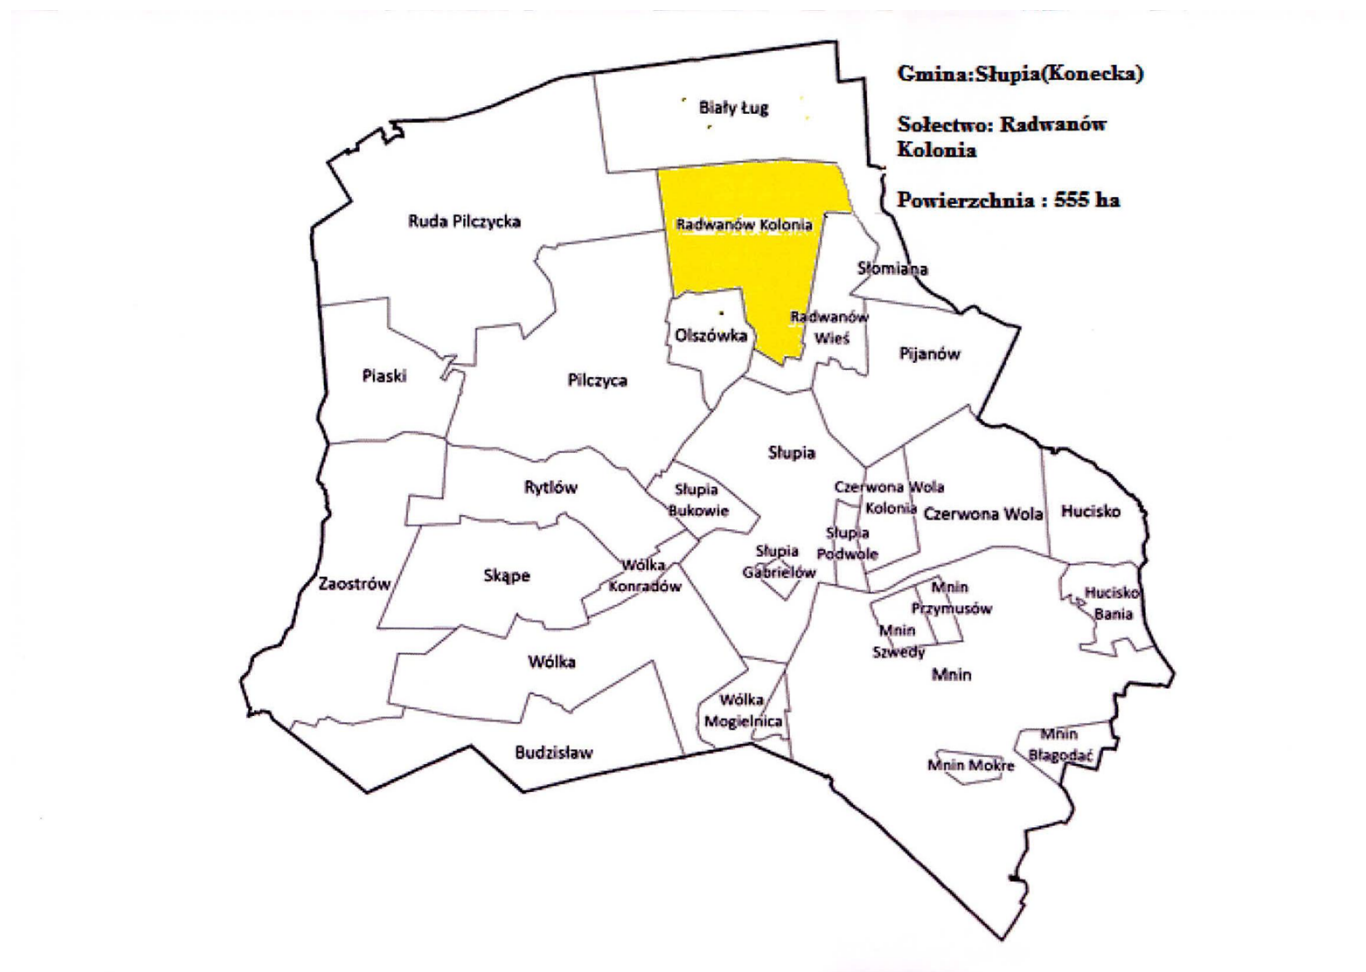 Gmina:Słupia(Konecka)
Sołectwo: Radwanów
Kolonia
Powierzchnia : 555 ha
Biały Ług
Ruda Pilczycka
Radwanów Kolonia
Słomiana
Radwanów
Wieś
Olszówka
Pijanów
Piaski
Pilczyca
Słupia
Rytlów
Słupia
Bukowie
Czerwona Wola
Kolonia
Czerwona Wola
Hucisko
Słupia
Podwole
Słupia
Gabrielów
Zaostrów
Skąpe
Wólka
Konradów
Mnin
Przymusów
Hucisko
Bania
Mnin
Szwedy
Wólka
Mnin
Wólka
Mogielnica
Budzisław
Mnin
Błagodać
Mnin Mokre